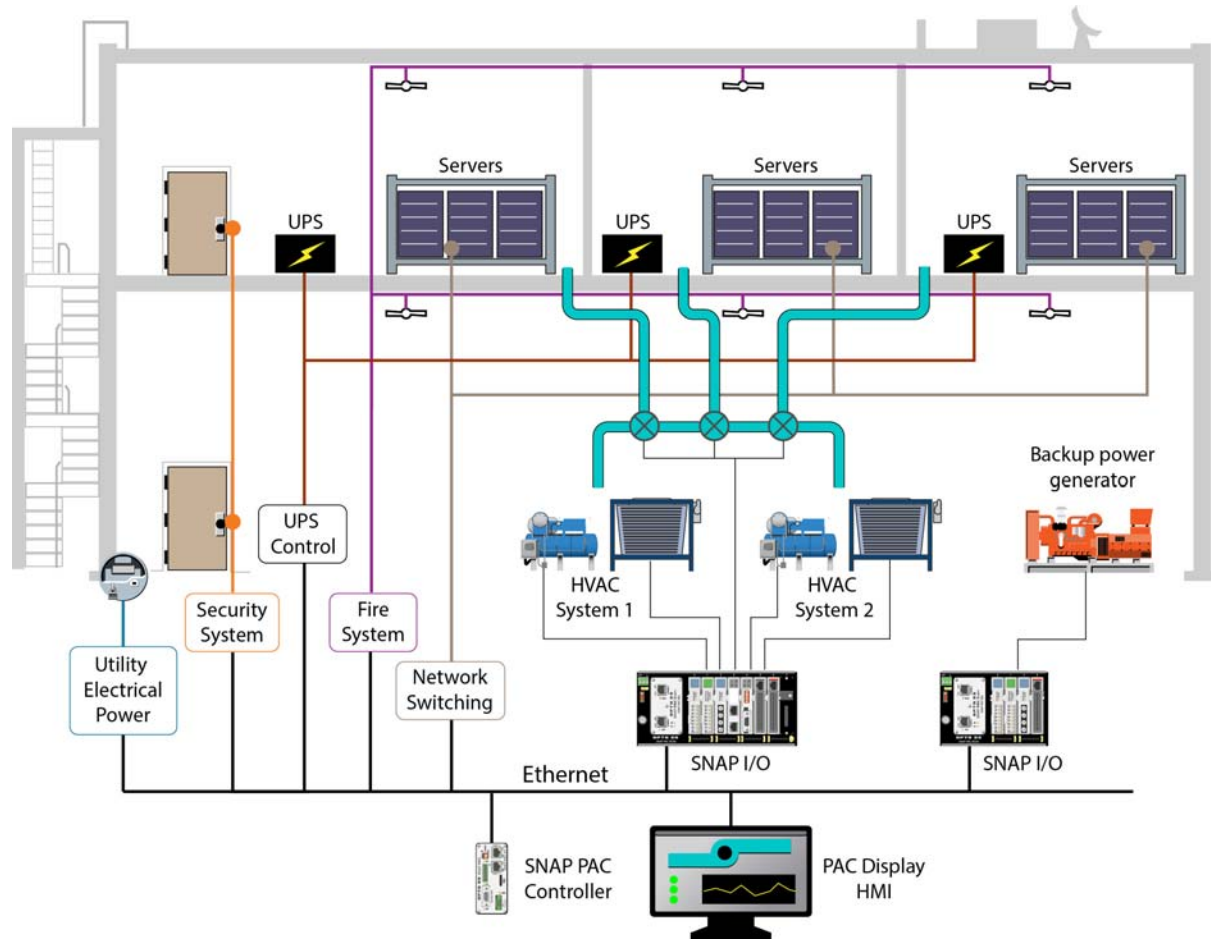 Servers
Servers
Servers
UPS
UPS
UPS
Backup power
generator
UPS
Control
HVAC
System 1
HVAC
System 2
Security
System
Fire
System
Utility
Electrical
Power
Network
Switching
SNAP I/O
SNAP I/O
Ethernet
SNAP PAC
Controller
PAC Display
HMI